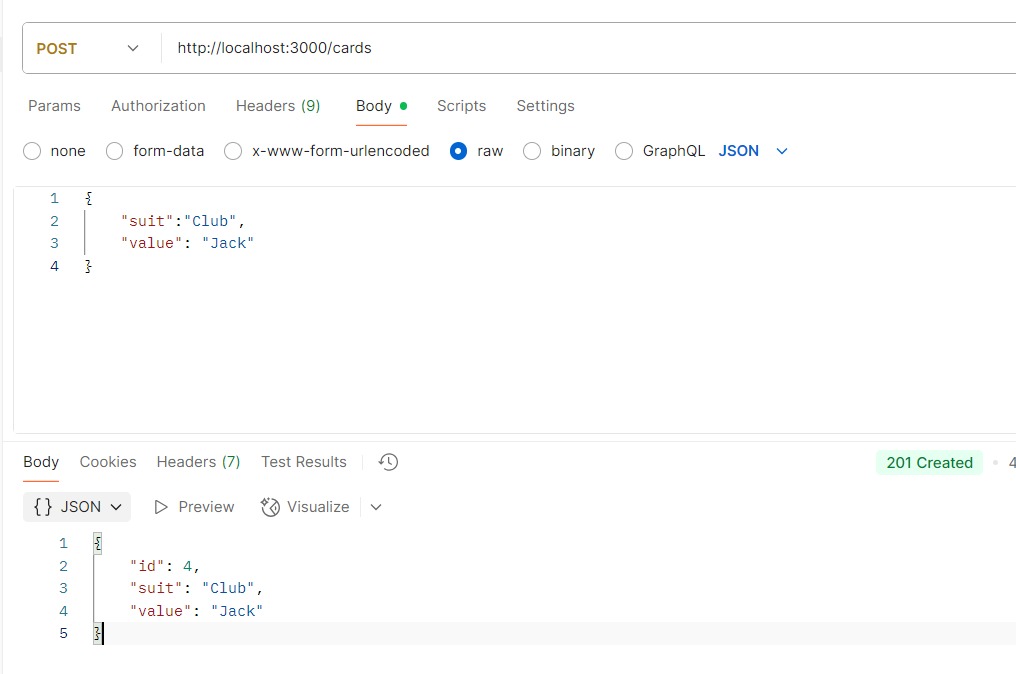 POST http://localhost:3000/cards
Params Authorization Headers (9) Body Scripts Settings
none form-data x-www-form-urlencoded raw binary GraphQL JSON
1 {
2 "suit":"Club",
3 "value": "Jack"
4 }
Body Cookies Headers (7) Test Results 201 Created 4
{} JSON Preview Visualize
1 {
2 "id": 4,
3 "suit": "Club",
4 "value": "Jack"
5 }